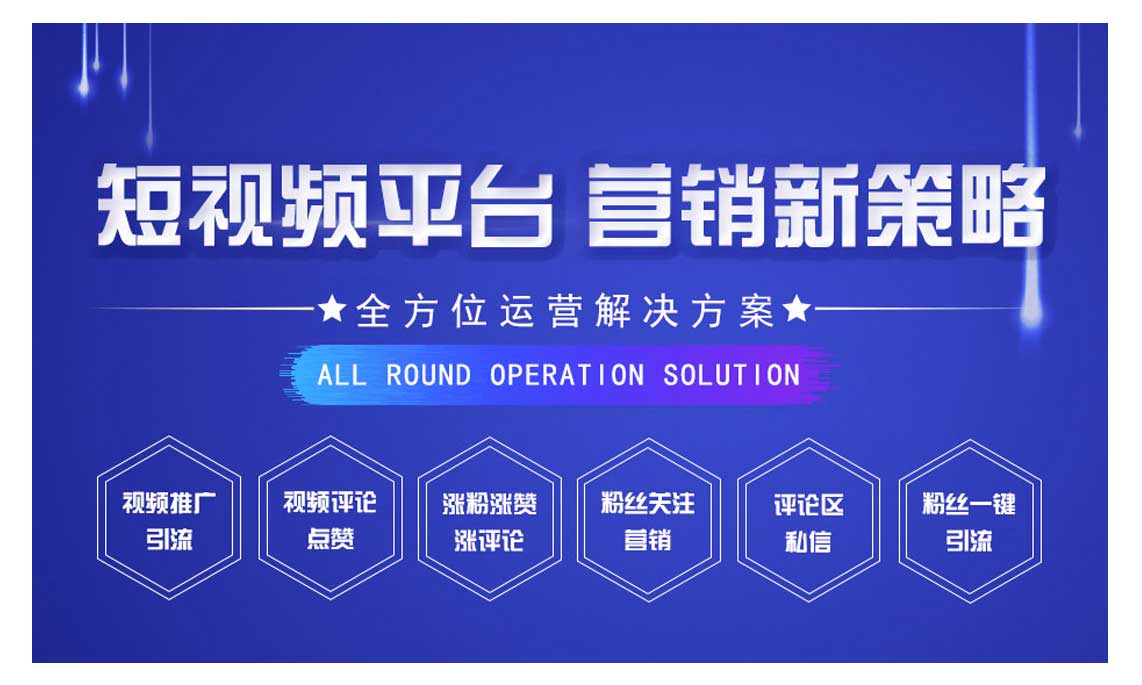 短视频平台 营销新策略
★全方位运营解决方案★
ALL ROUND OPERATION SOLUTION
视频推广
引流
视频评论
点赞
涨粉涨赞
涨评论
粉丝关注
营销
评论区
私信
粉丝一键
引流